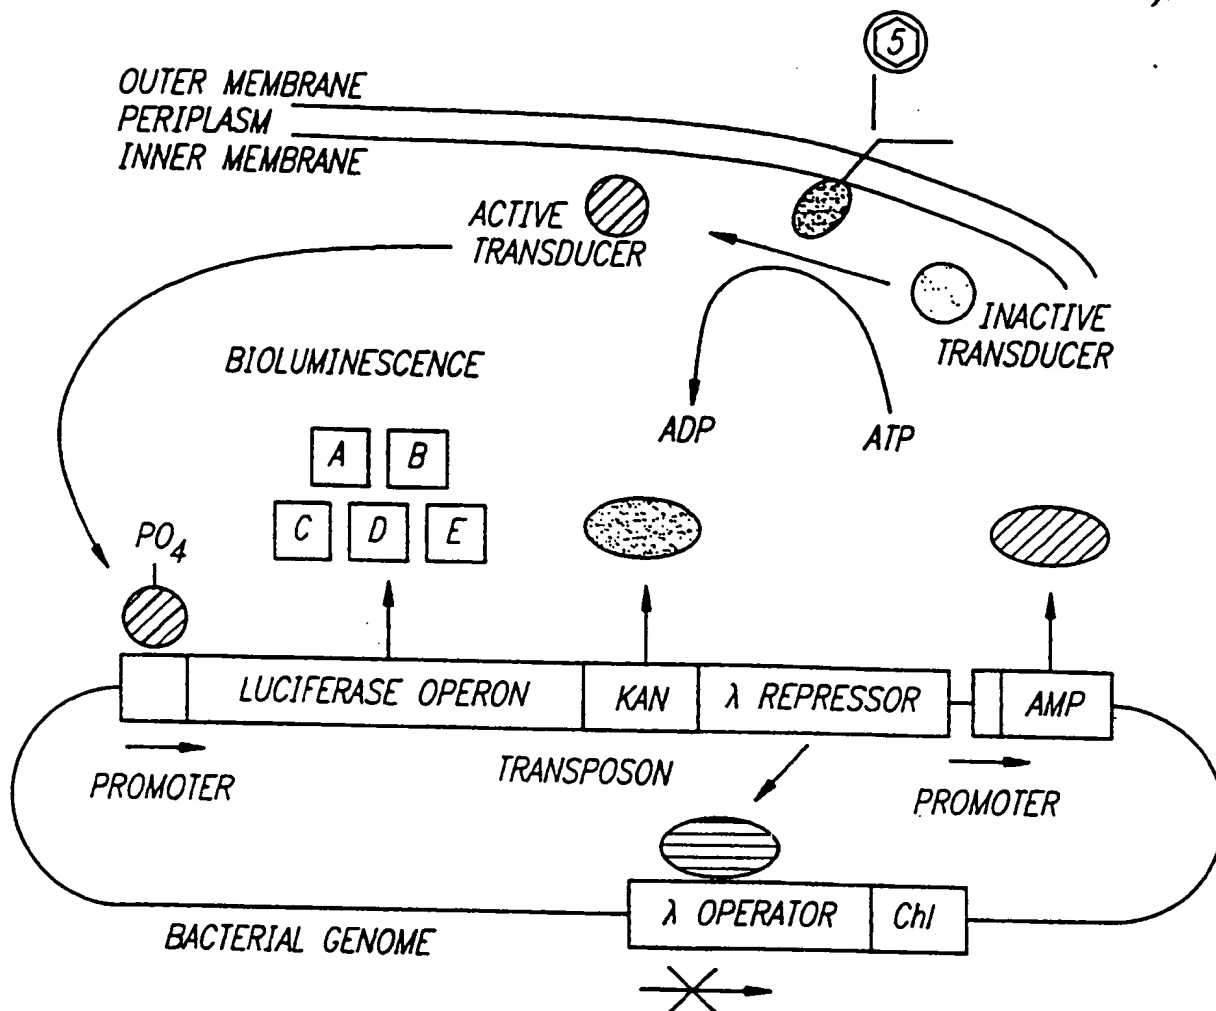 5
OUTER MEMBRANE
PERIPLASM
INNER MEMBRANE
ACTIVE
TRANSDUCER
INACTIVE
TRANSDUCER
BIOLUMINESCENCE
ADP
ATP
A
B
C
D
E
PO4
LUCIFERASE OPERON
KAN
λ REPRESSOR
AMP
PROMOTER
TRANSPOSON
PROMOTER
λ OPERATOR
Chl
BACTERIAL GENOME